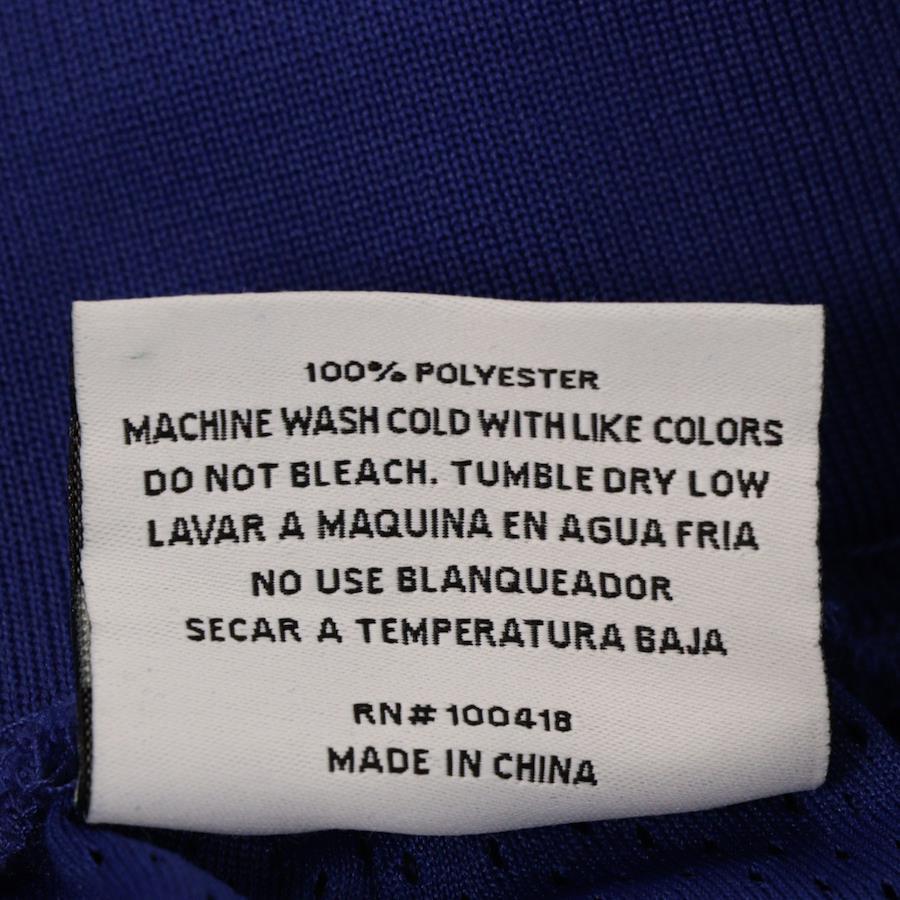 100% POLYESTER
MACHINE WASH COLD WITH LIKE COLORS
DO NOT BLEACH. TUMBLE DRY LOW
LAVAR A MAQUINA EN AGUA FRIA
NO USE BLANQUEADOR
SECAR A TEMPERATURA BAJA
RN# 100418
MADE IN CHINA